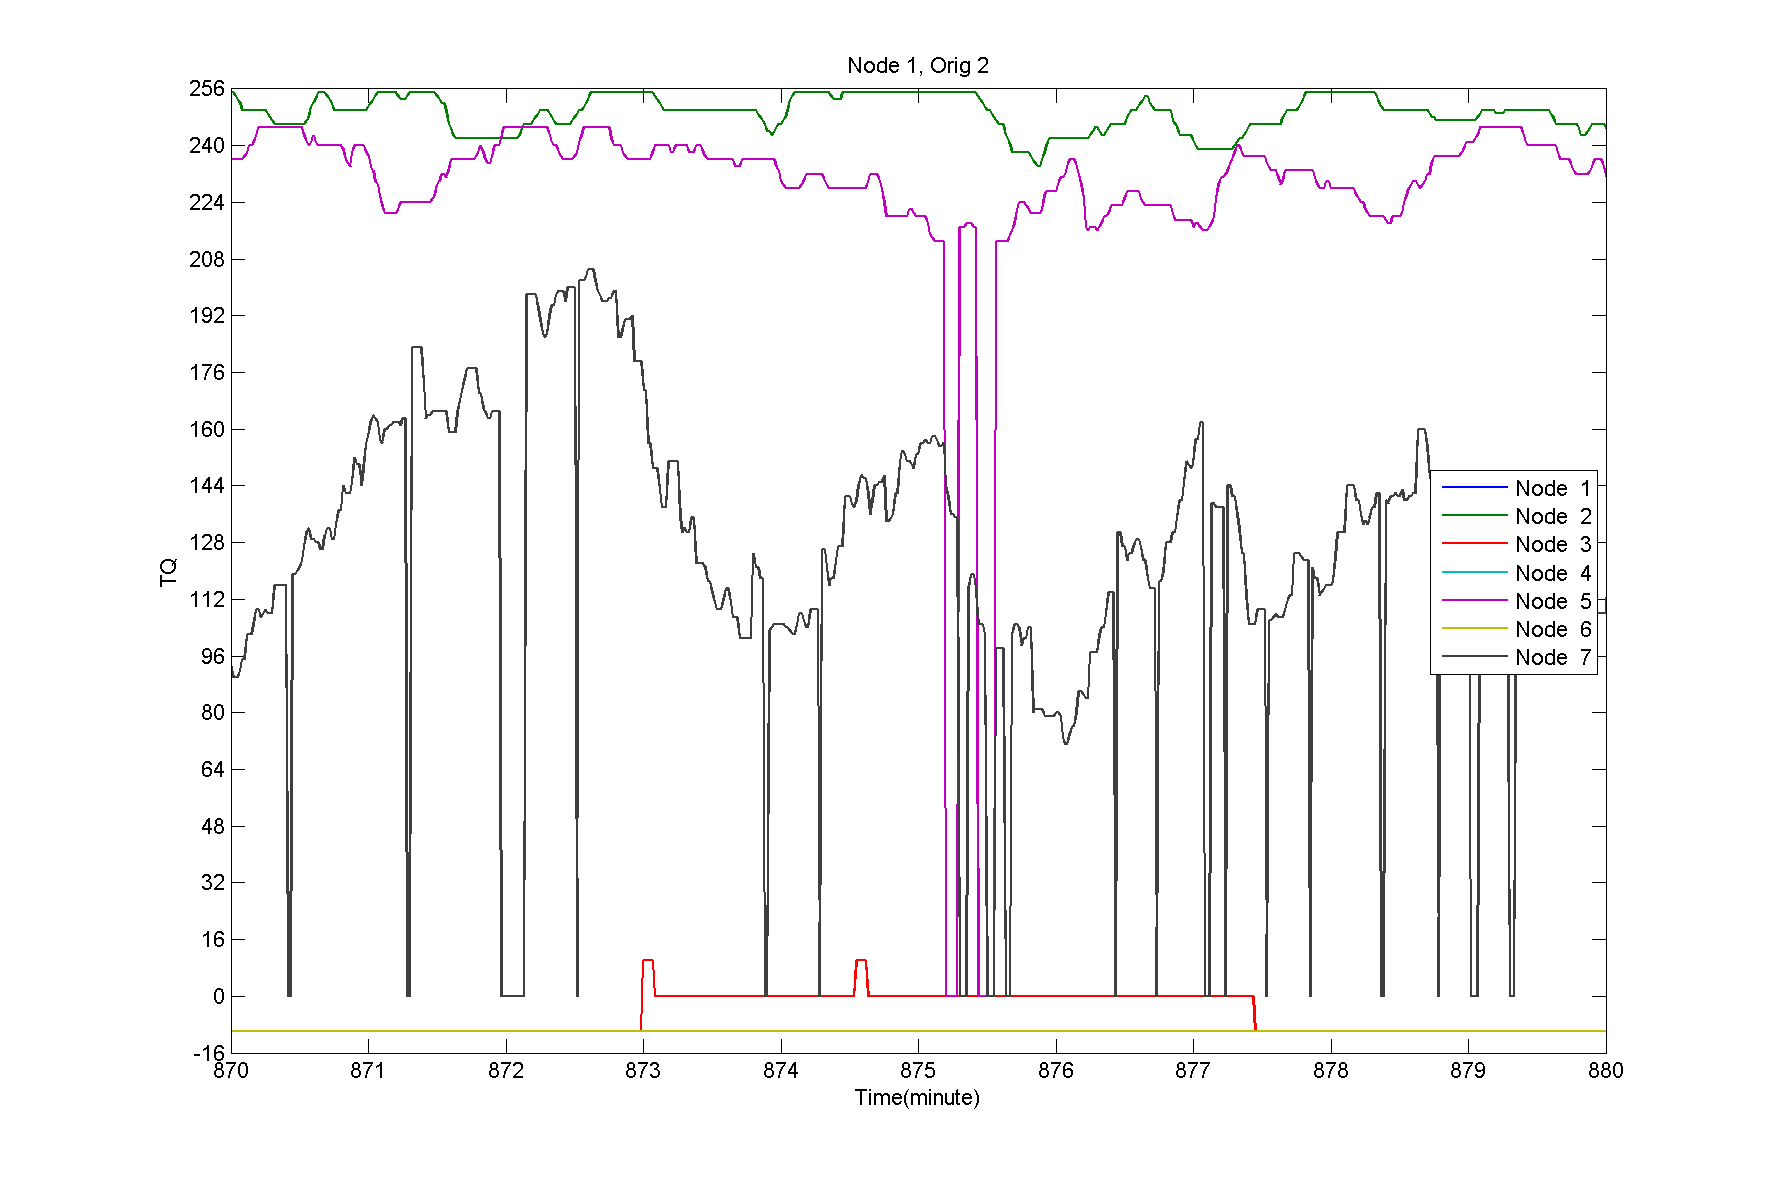 Node 1, Orig 2
256
240
224
208
192
176
160
144
128
112
96
80
64
48
32
16
0
-16
TQ
Node 1
Node 2
Node 3
Node 4
Node 5
Node 6
Node 7
870 871 872 873 874 875 876 877 878 879 880
Time(minute)